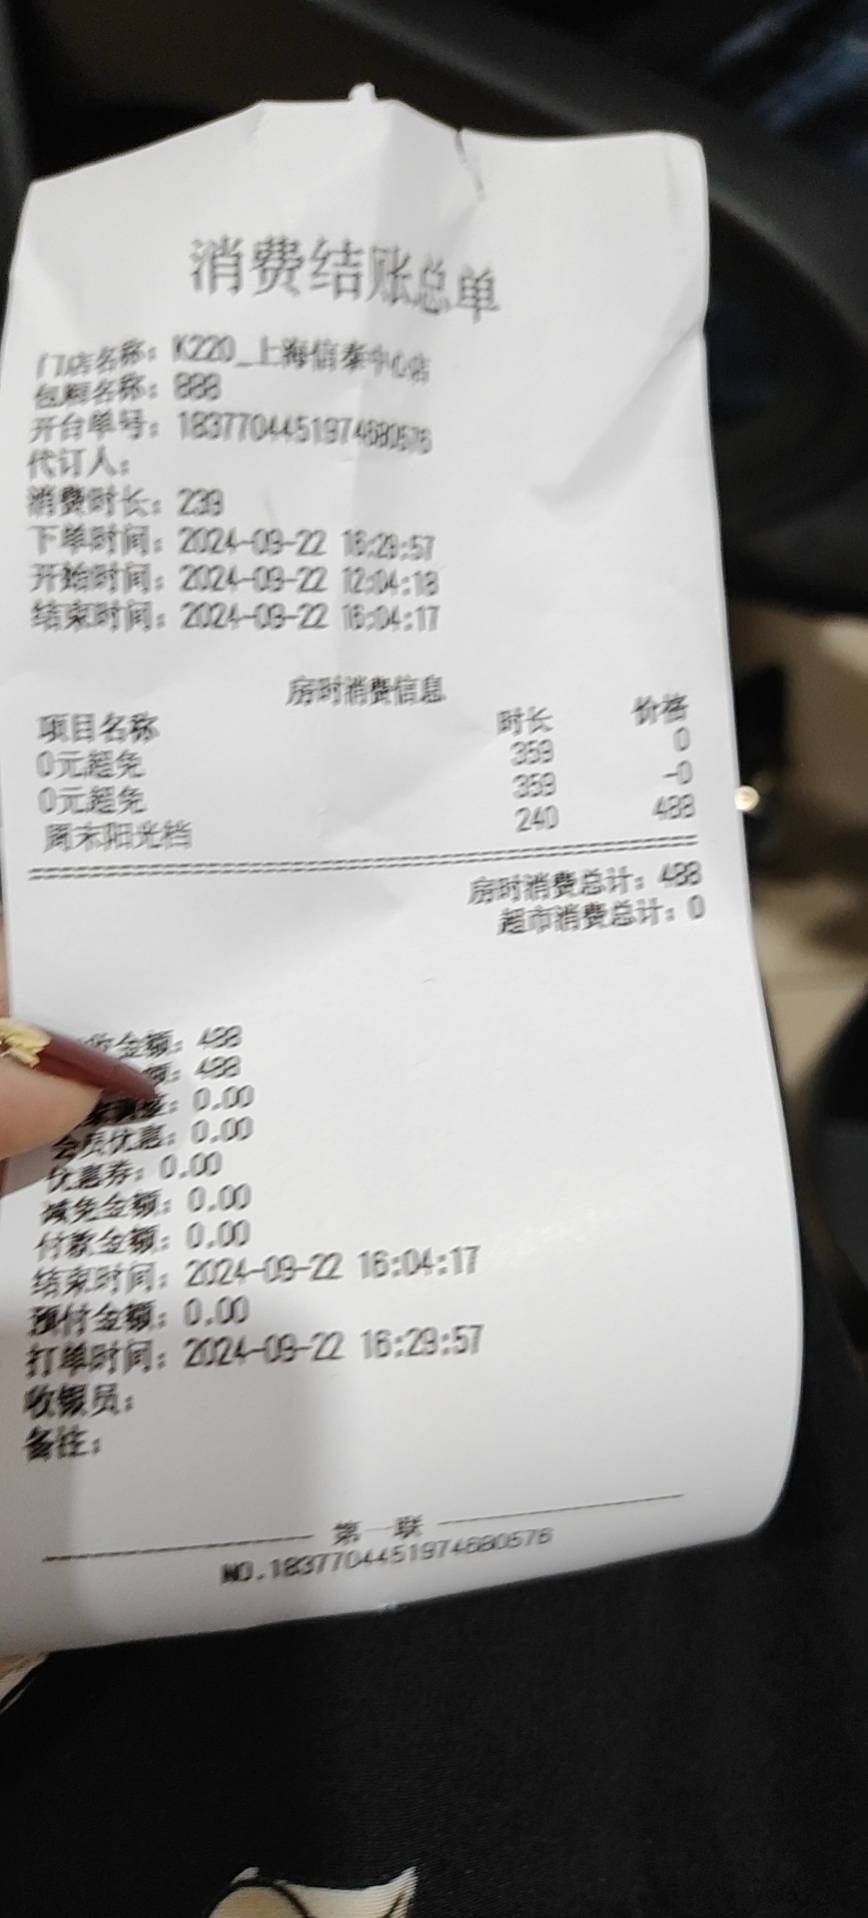 消费结账总单
门店名称：K220_上海信泰中心店
包厢名称：888
开台单号：1837704451974680576
代订人：
消费时长：239
下单时间：2024-09-22 16:29:57
开始时间：2024-09-22 12:04:18
结束时间：2024-09-22 16:04:17
房时消费信息
项目名称 时长 价格
0元超免 359 0
0元超免 359 -0
周末阳光档 240 488
房时消费总计：488
超市消费总计：0
收金额：488
额：488
0.00
会员优惠：0.00
优惠券：0.00
减免金额：0.00
付款金额：0.00
结束时间：2024-09-22 16:04:17
预付金额：0.00
打单时间：2024-09-22 16:29:57
收银员：
备注：
第一联
NO.1837704451974680576